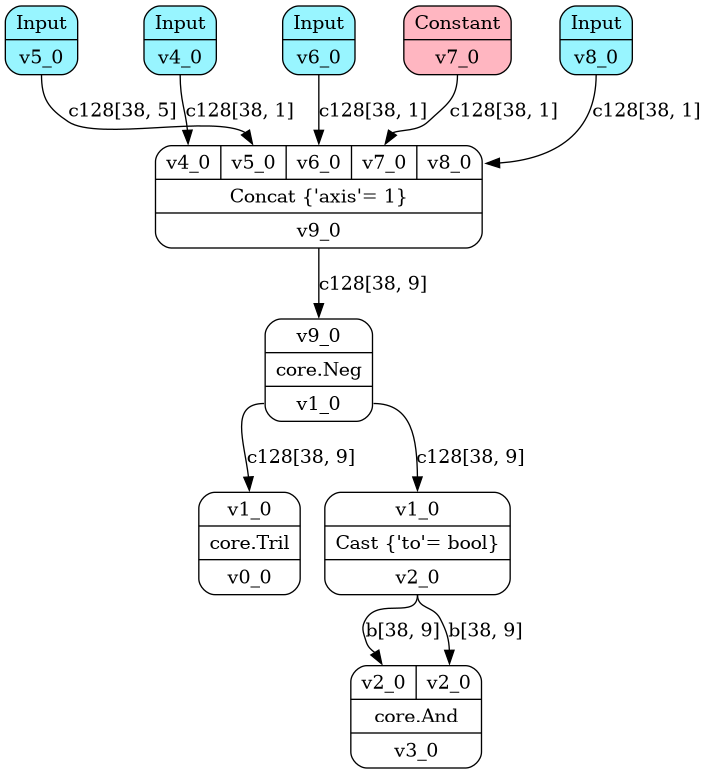 Input
v5_0
Input
v4_0
Input
v6_0
Constant
v7_0
Input
v8_0
c128[38, 5]
c128[38, 1]
c128[38, 1]
c128[38, 1]
c128[38, 1]
v4_0 v5_0 v6_0 v7_0 v8_0
Concat {'axis'= 1}
v9_0
c128[38, 9]
v9_0
core.Neg
v1_0
c128[38, 9]
c128[38, 9]
v1_0
core.Tril
v0_0
v1_0
Cast {'to'= bool}
v2_0
b[38, 9]
b[38, 9]
v2_0 v2_0
core.And
v3_0